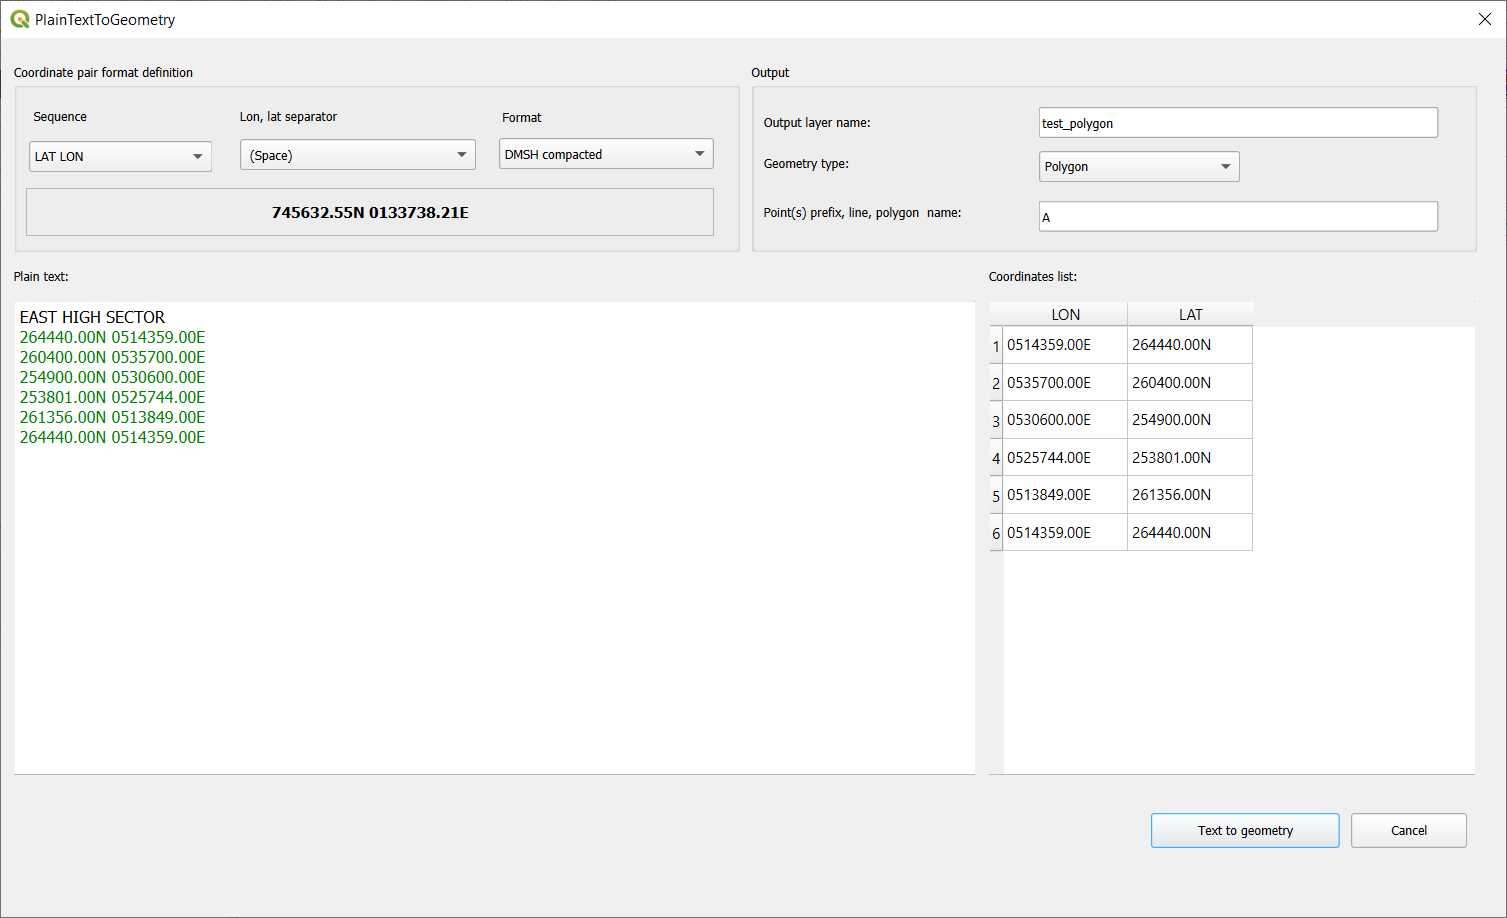 PlainTextToGeometry
Coordinate pair format definition
Sequence
Lon, lat separator
Format
LAT LON
(Space)
DMSH compacted
745632.55N 0133738.21E
Output
Output layer name:
test_polygon
Geometry type:
Polygon
Point(s) prefix, line, polygon  name:
A
Plain text:
EAST HIGH SECTOR
264440.00N 0514359.00E
260400.00N 0535700.00E
254900.00N 0530600.00E
253801.00N 0525744.00E
261356.00N 0513849.00E
264440.00N 0514359.00E
Coordinates list:
LON LAT
1 0514359.00E 264440.00N
2 0535700.00E 260400.00N
3 0530600.00E 254900.00N
4 0525744.00E 253801.00N
5 0513849.00E 261356.00N
6 0514359.00E 264440.00N
Text to geometry
Cancel